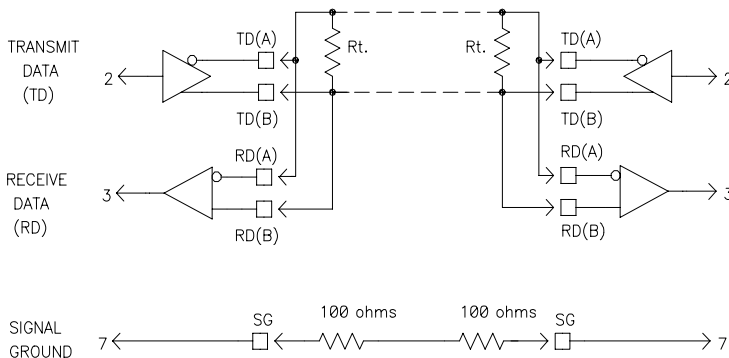 TRANSMIT
DATA
(TD)
2
TD(A)
TD(B)
Rt.
Rt.
TD(A)
TD(B)
2
RECEIVE
DATA
(RD)
3
RD(A)
RD(B)
RD(A)
RD(B)
3
SIGNAL
GROUND
7
SG
100 ohms
100 ohms
SG
7